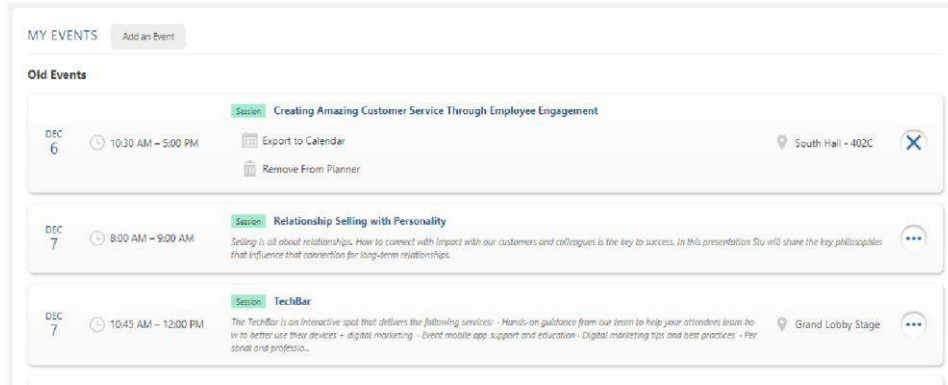 MY EVENTS Add an Event
Old Events
Session Creating Amazing Customer Service Through Employee Engagement
DEC
6
10:30 AM – 5:00 PM
Export to Calendar
South Hall - 402C
Remove From Planner
Session Relationship Selling with Personality
DEC
7
8:00 AM – 9:00 AM
Selling is all about relationships. How to connect with impact with our customers and colleagues is the key to success. In this presentation Stu will share the key philosophies
that influence that connection for long-term relationships.
Session TechBar
DEC
7
10:45 AM – 12:00 PM
The TechBar is an interactive spot that delivers the following services: - Hands-on guidance from our team to help your attendees learn ho
w to better use their devices + digital marketing - Event mobile app support and education - Digital marketing tips and best practices - Per
sonal and professio...
Grand Lobby Stage